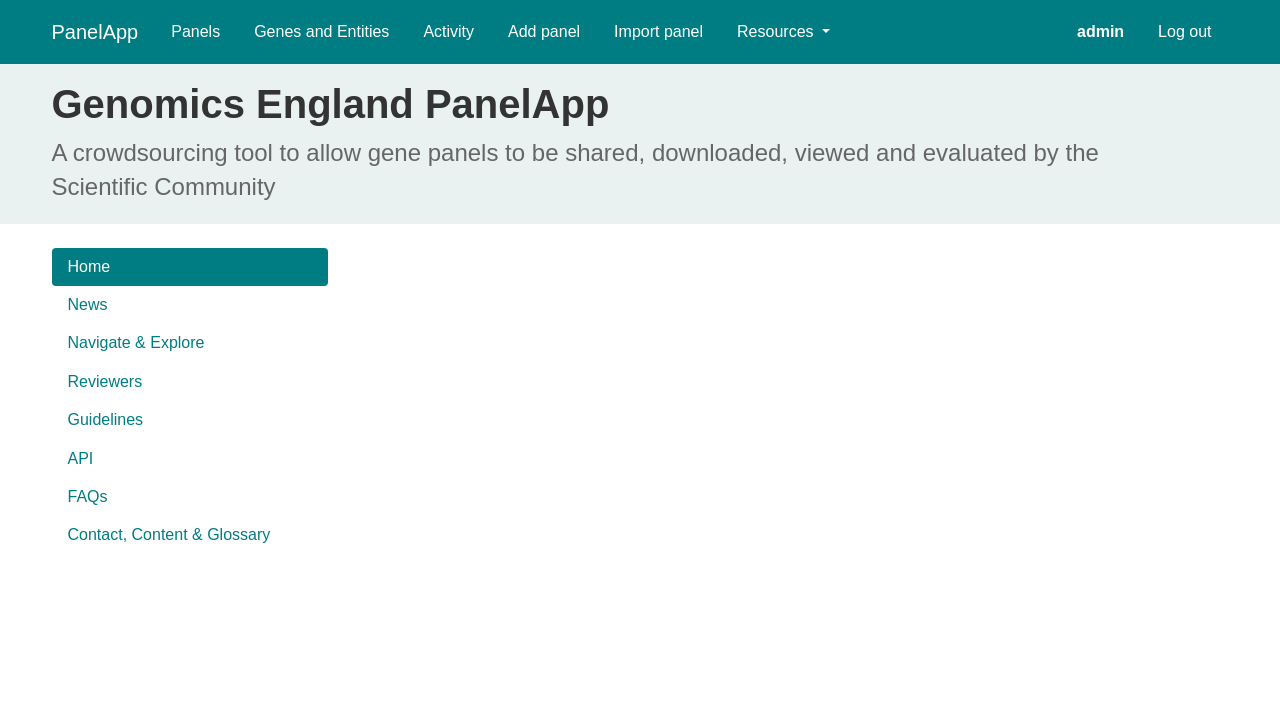 PanelApp Panels Genes and Entities Activity Add panel Import panel Resources admin Log out
Genomics England PanelApp
A crowdsourcing tool to allow gene panels to be shared, downloaded, viewed and evaluated by the
Scientific Community
Home
News
Navigate & Explore
Reviewers
Guidelines
API
FAQs
Contact, Content & Glossary